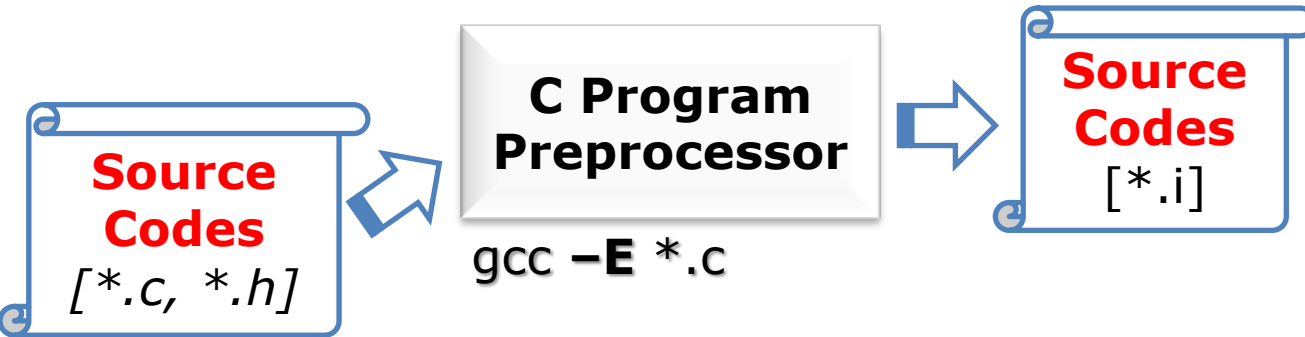 Source
Codes
[*.c, *.h]
C Program
Preprocessor
gcc –E *.c
Source
Codes
[*.i]